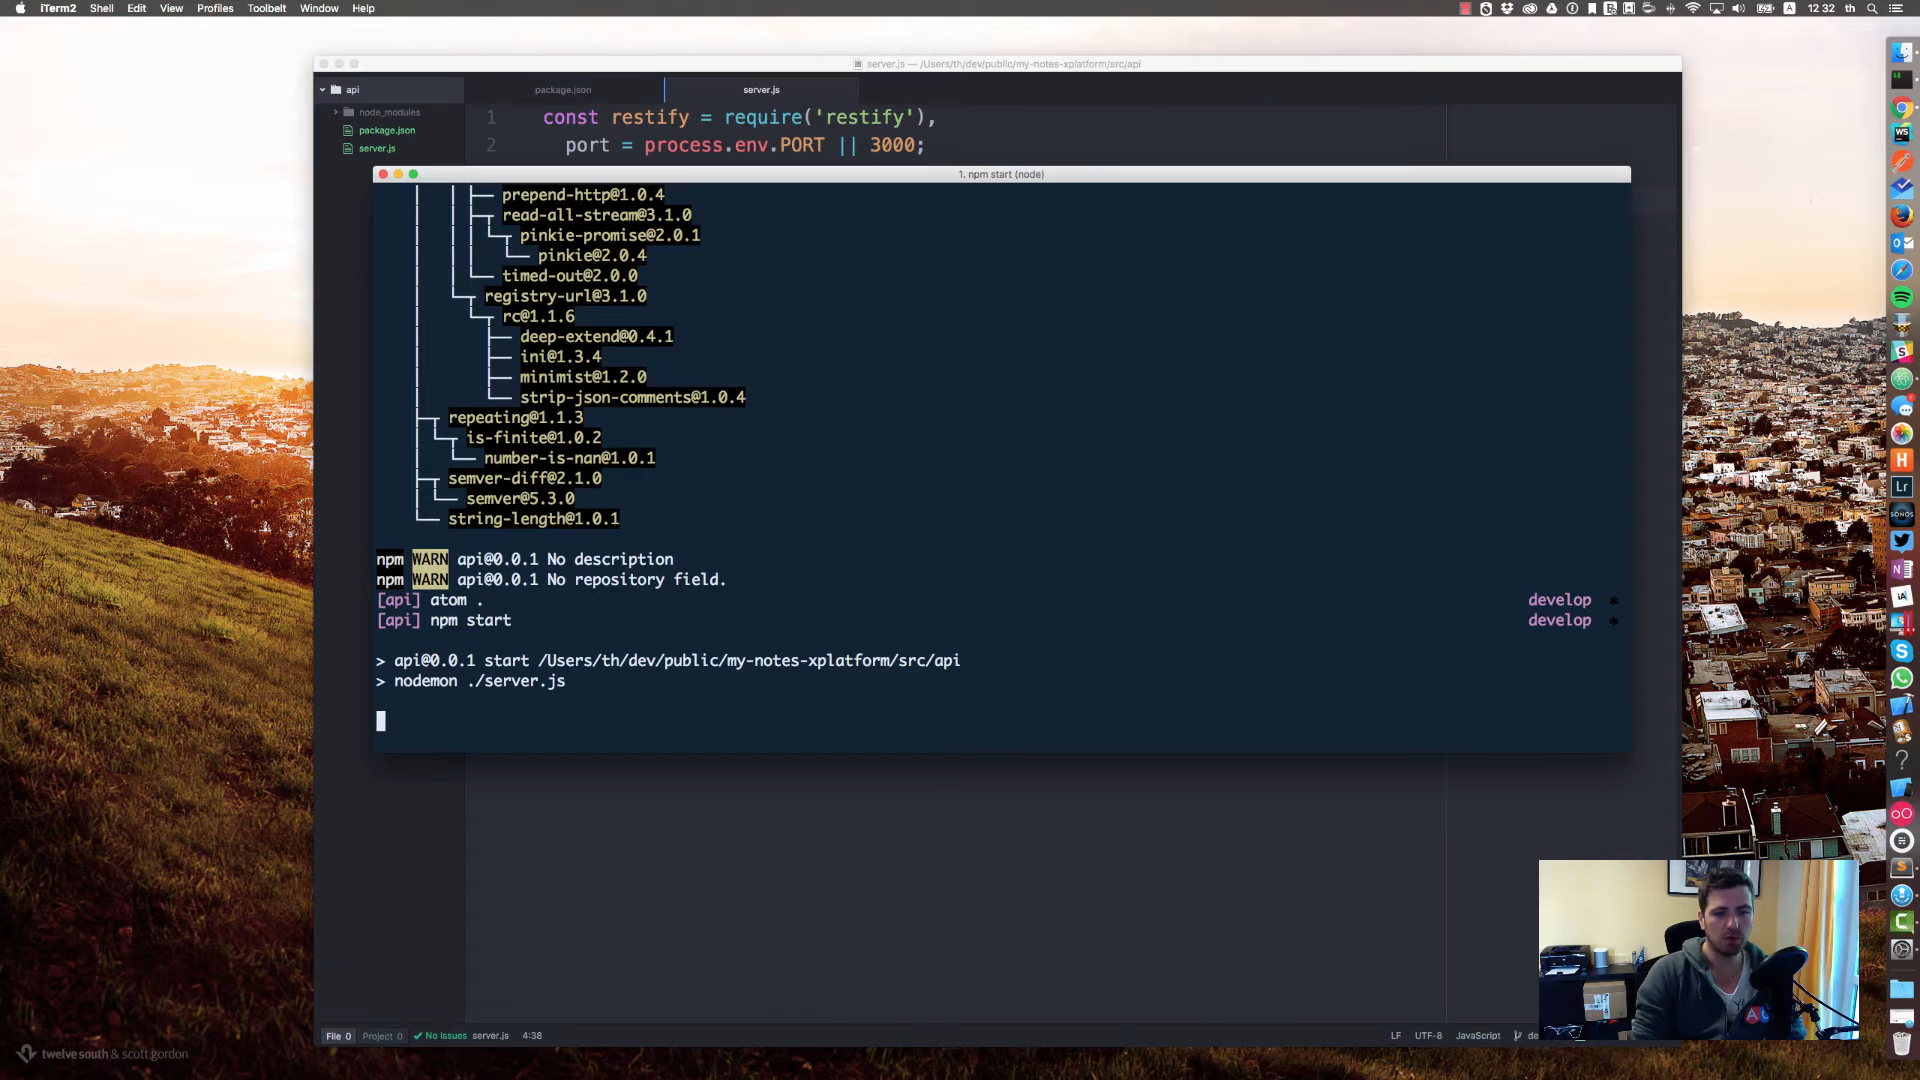 iTerm2 Shell Edit View Profiles Toolbelt Window Help
12 32 th
server.js — /Users/th/dev/public/my-notes-xplatform/src/api
api
package.json
server.js
node_modules
package.json
server.js
1 const restify = require('restify'),
2 port = process.env.PORT || 3000;
1. npm start (node)
prepend-http@1.0.4
read-all-stream@3.1.0
pinkie-promise@2.0.1
pinkie@2.0.4
timed-out@2.0.0
registry-url@3.1.0
rc@1.1.6
deep-extend@0.4.1
ini@1.3.4
minimist@1.2.0
strip-json-comments@1.0.4
repeating@1.1.3
is-finite@1.0.2
number-is-nan@1.0.1
semver-diff@2.1.0
semver@5.3.0
string-length@1.0.1
npm WARN api@0.0.1 No description
npm WARN api@0.0.1 No repository field.
[api] atom . develop *
[api] npm start develop *
> api@0.0.1 start /Users/th/dev/public/my-notes-xplatform/src/api
> nodemon ./server.js
File 0 Project 0 No Issues server.js 4:38
LF UTF-8 JavaScript de
twelve south & scott gordon
WS
H
Lr
SONOS
iA